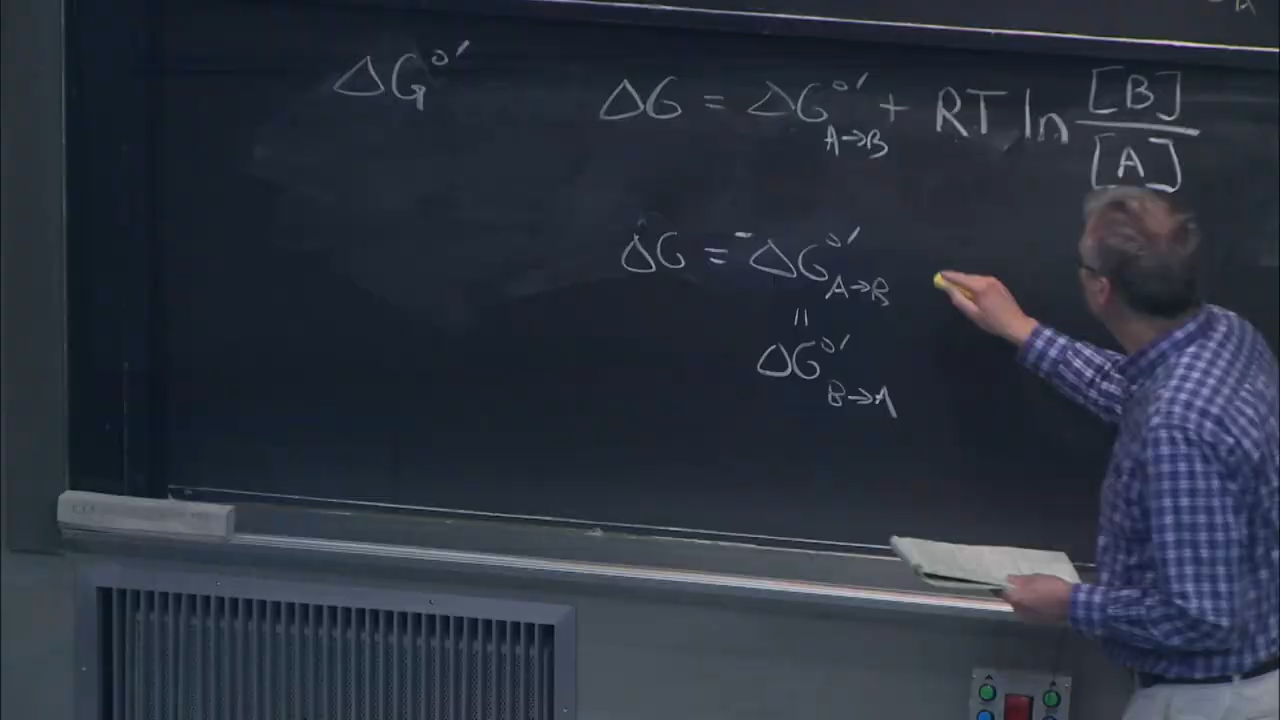 ΔG°′
ΔG = ΔG°′ A→B + RT ln [B]/[A]
ΔG = -ΔG°′ A→B
=
ΔG°′ B→A